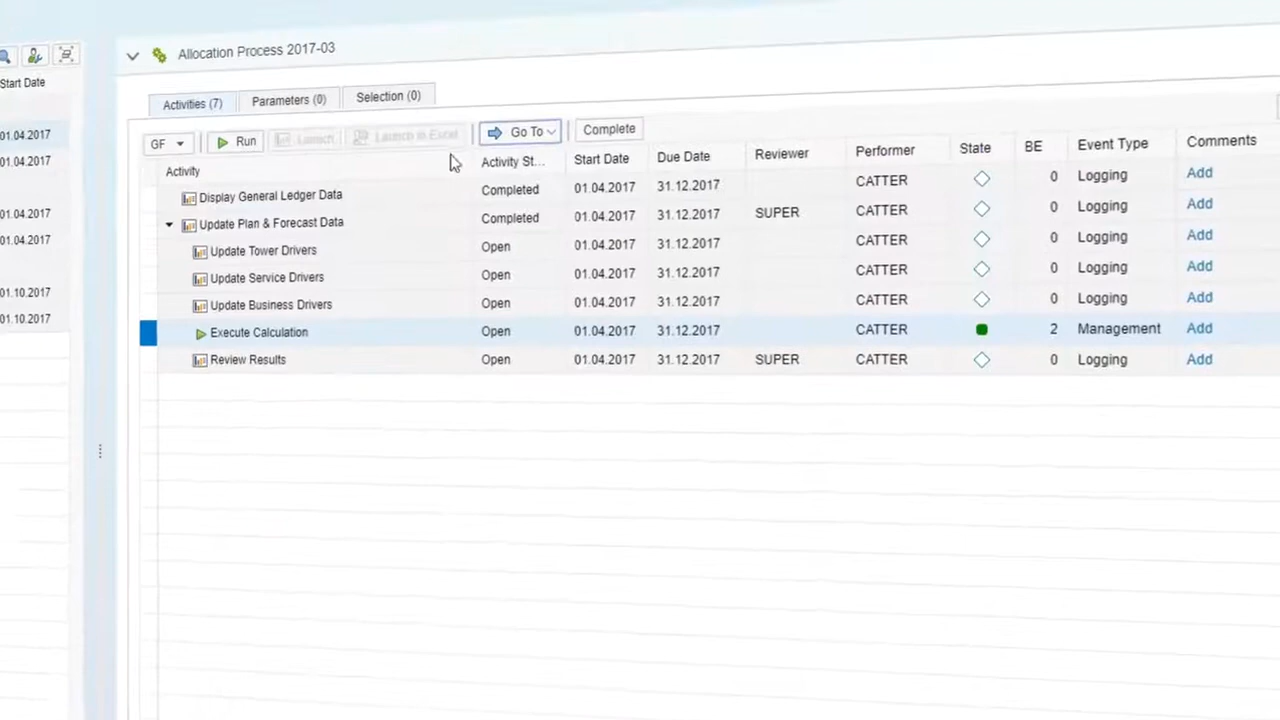 Start Date
01.04.2017
01.04.2017
01.04.2017
01.04.2017
01.10.2017
01.10.2017
Allocation Process 2017-03
Activities (7) Parameters (0) Selection (0)
GF Run Launch Launch in Excel Go To Complete
Activity Activity St... Start Date Due Date Reviewer Performer State BE Event Type Comments
Display General Ledger Data Completed 01.04.2017 31.12.2017 CATTER 0 Logging Add
Update Plan & Forecast Data Completed 01.04.2017 31.12.2017 SUPER CATTER 0 Logging Add
Update Tower Drivers Open 01.04.2017 31.12.2017 CATTER 0 Logging Add
Update Service Drivers Open 01.04.2017 31.12.2017 CATTER 0 Logging Add
Update Business Drivers Open 01.04.2017 31.12.2017 CATTER 0 Logging Add
Execute Calculation Open 01.04.2017 31.12.2017 CATTER 2 Management Add
Review Results Open 01.04.2017 31.12.2017 SUPER CATTER 0 Logging Add